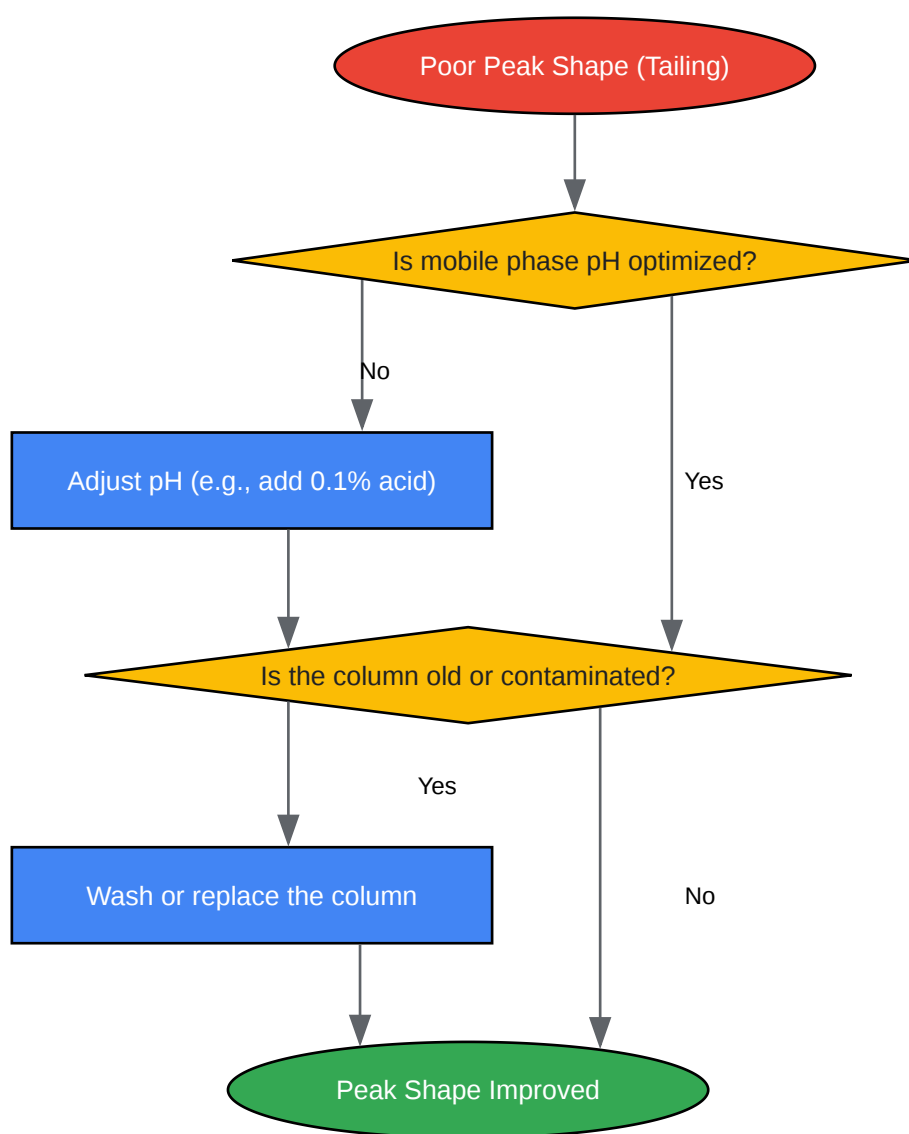 Poor Peak Shape (Tailing)
Is mobile phase pH optimized?
No
Adjust pH (e.g., add 0.1% acid)
Yes
Is the column old or contaminated?
Yes
Wash or replace the column
No
Peak Shape Improved